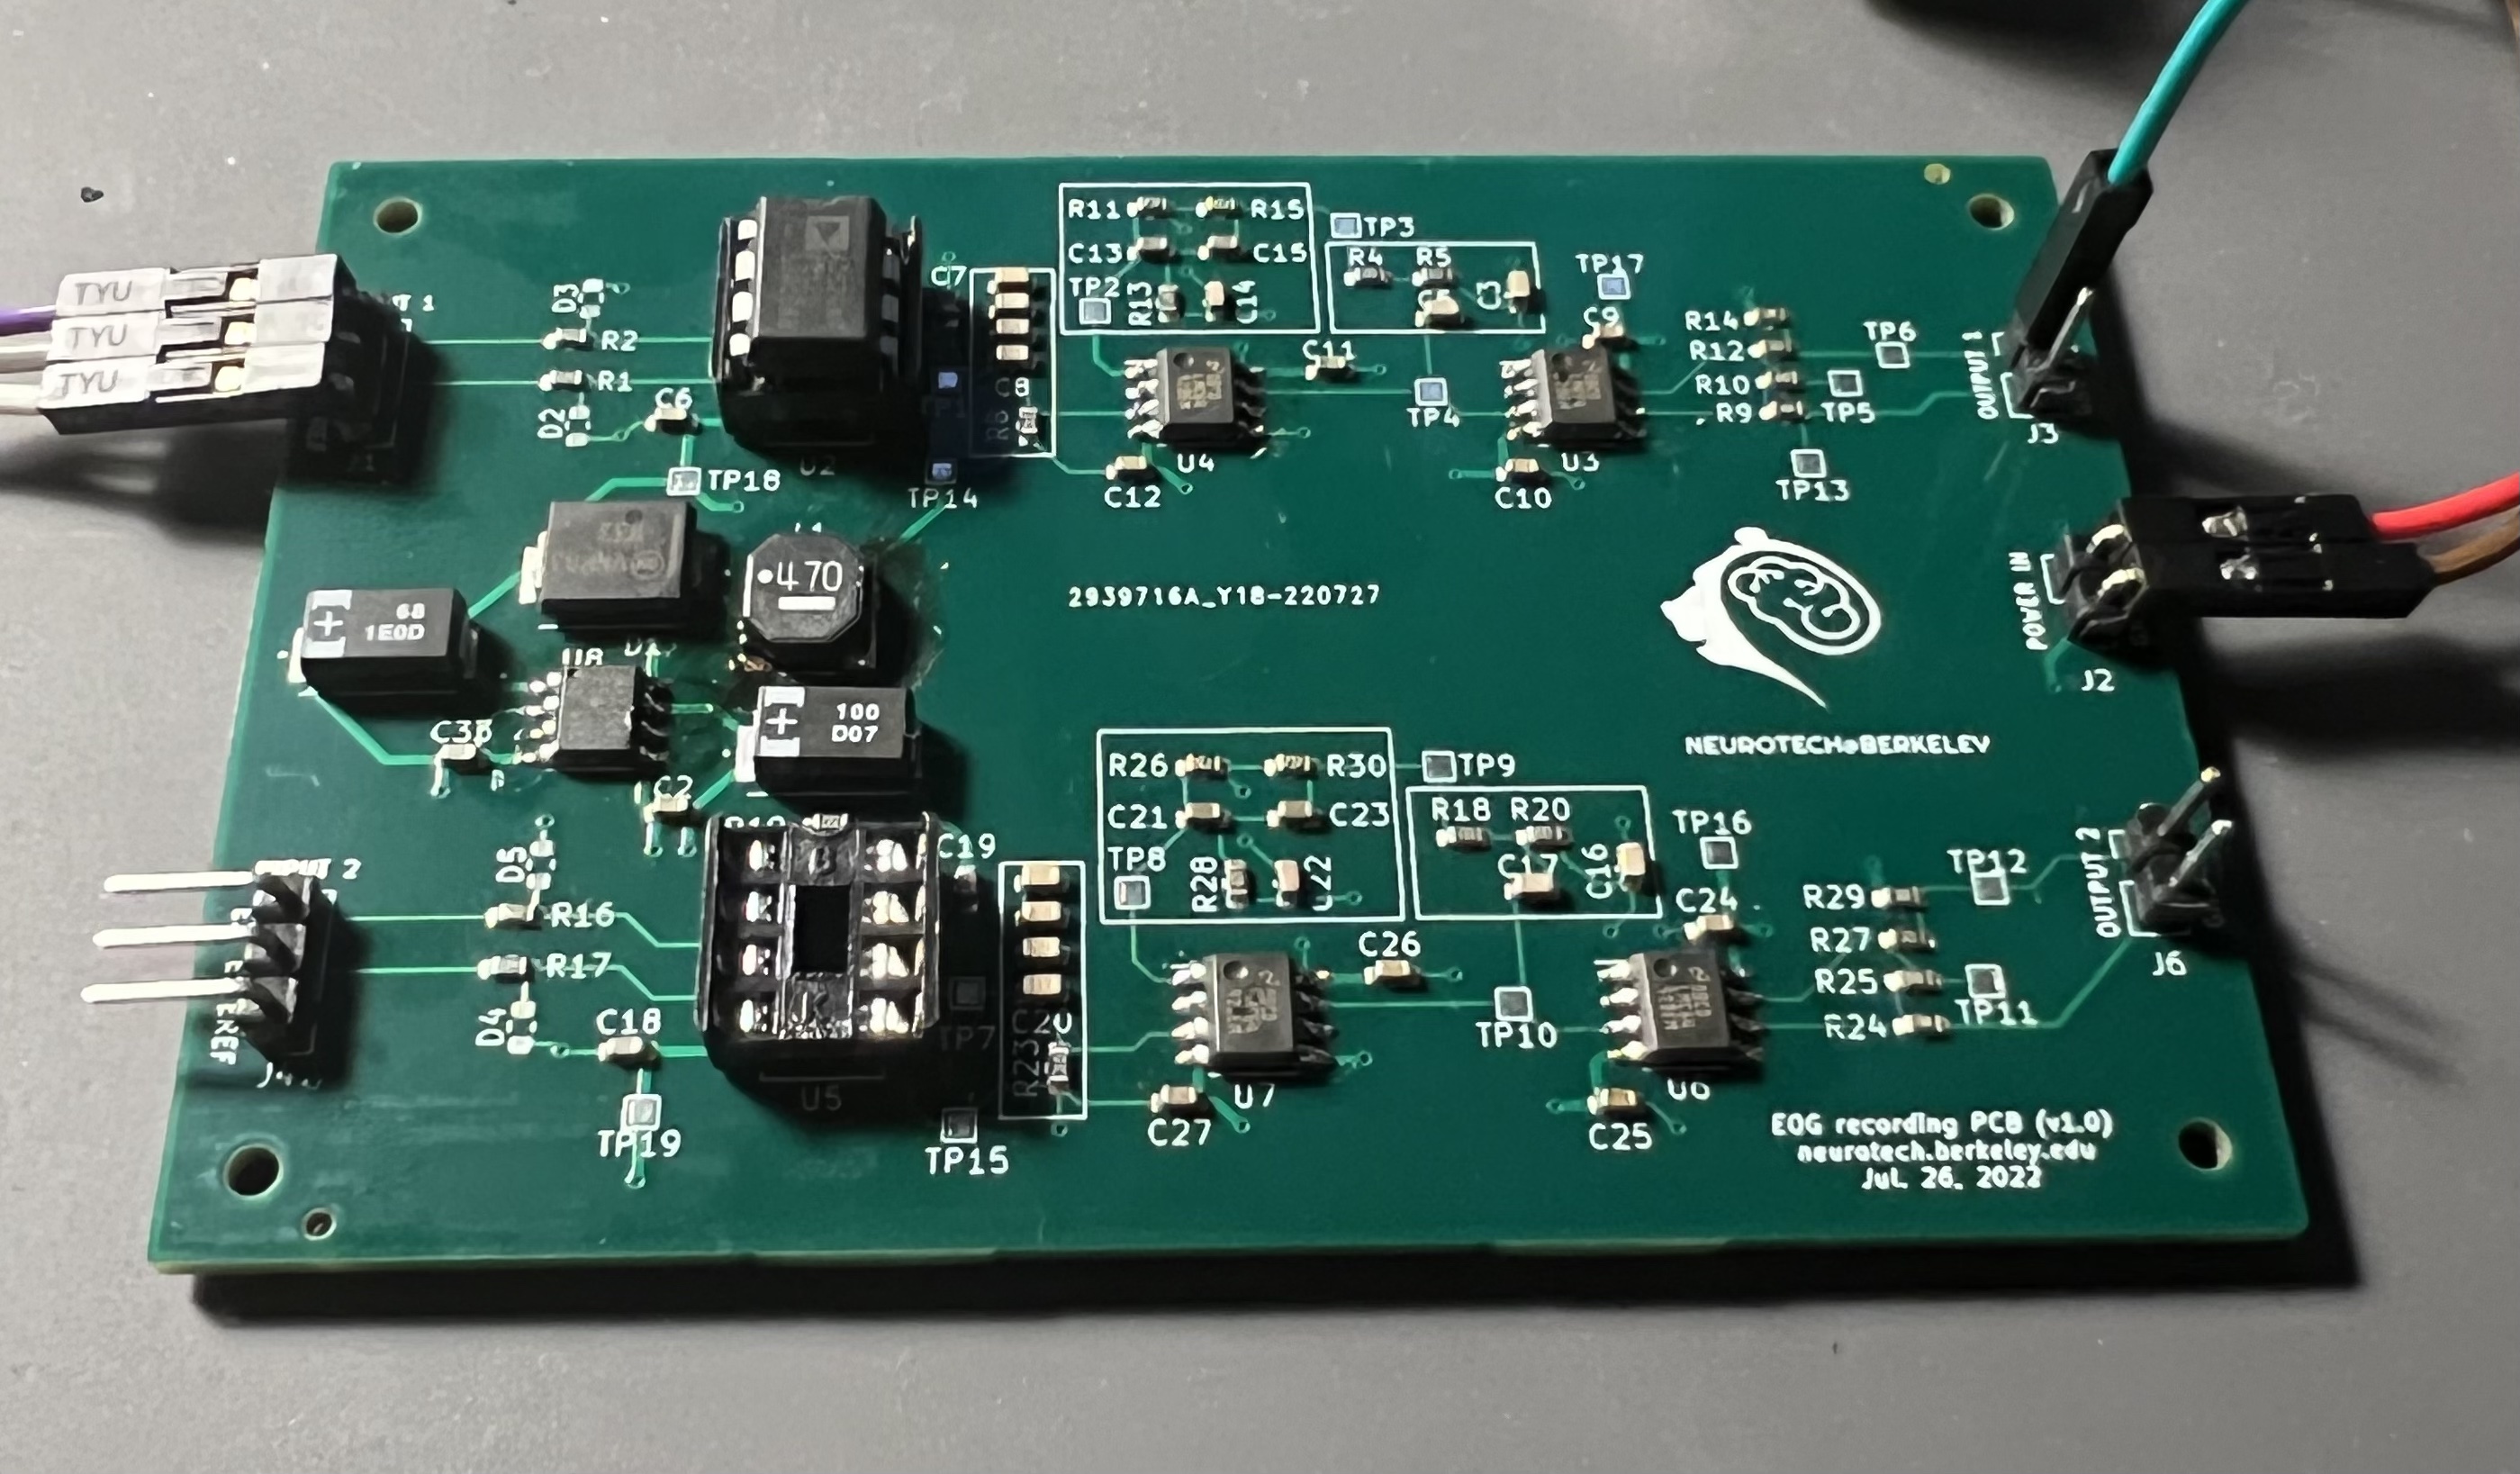 R11
R15
TP3
C13
C15
R4
R5
TP17
C7
TP2
R13
C14
C5
C3
C9
TYU
TYU
TYU
D3
R2
R1
D2
C6
C8
C11
R14
R12
R10
R9
TP6
TP5
OUTPUT 1
J3
TP4
U2
TP18
TP14
U4
C12
U3
C10
TP13
470
2939716A_Y18-220727
POWER IN
J2
68
1E0D
100
D07
C2
NEUROTECH@BERKELEY
R26
R30
TP9
C21
C23
R18
R20
TP16
TP8
R28
C17
C16
C24
C19
D5
R16
R17
D4
C18
TP7
R23
C26
R29
R27
R25
R24
TP12
TP11
OUTPUT 2
J6
TP10
U5
U7
U6
TP19
TP15
C27
C25
EOG recording PCB (v1.0)
neurotech.berkeley.edu
Jul. 26, 2022